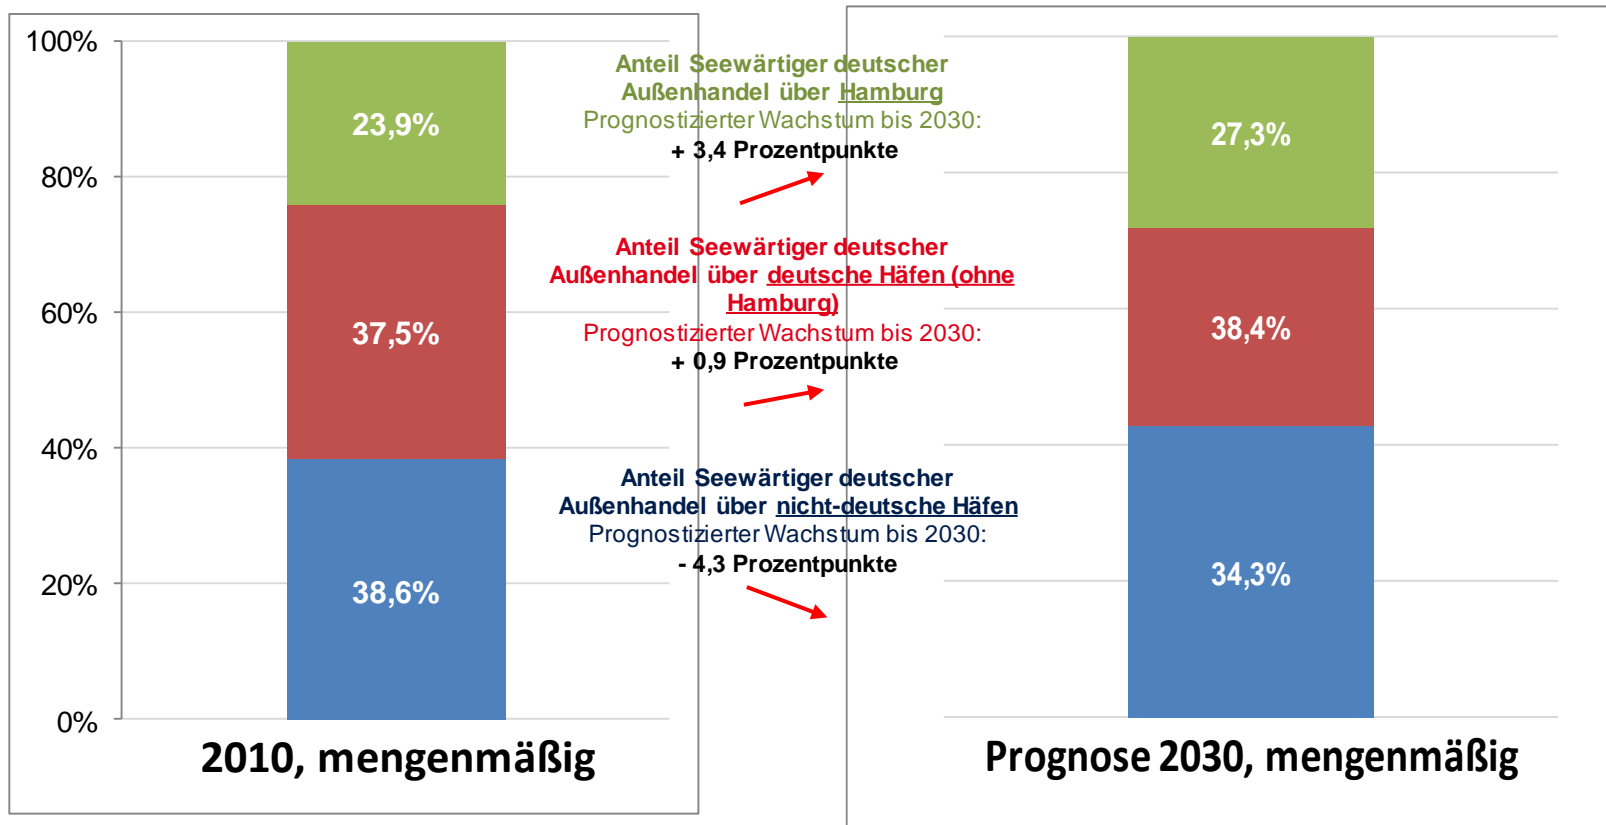 100%
80%
60%
40%
20%
0%
23,9%
37,5%
38,6%
2010, mengenmäßig
Anteil Seewärtiger deutscher
Außenhandel über Hamburg
Prognostizierter Wachstum bis 2030:
+ 3,4 Prozentpunkte
Anteil Seewärtiger deutscher
Außenhandel über deutsche Häfen (ohne
Hamburg)
Prognostizierter Wachstum bis 2030:
+ 0,9 Prozentpunkte
Anteil Seewärtiger deutscher
Außenhandel über nicht-deutsche Häfen
Prognostizierter Wachstum bis 2030:
- 4,3 Prozentpunkte
27,3%
38,4%
34,3%
Prognose 2030, mengenmäßig